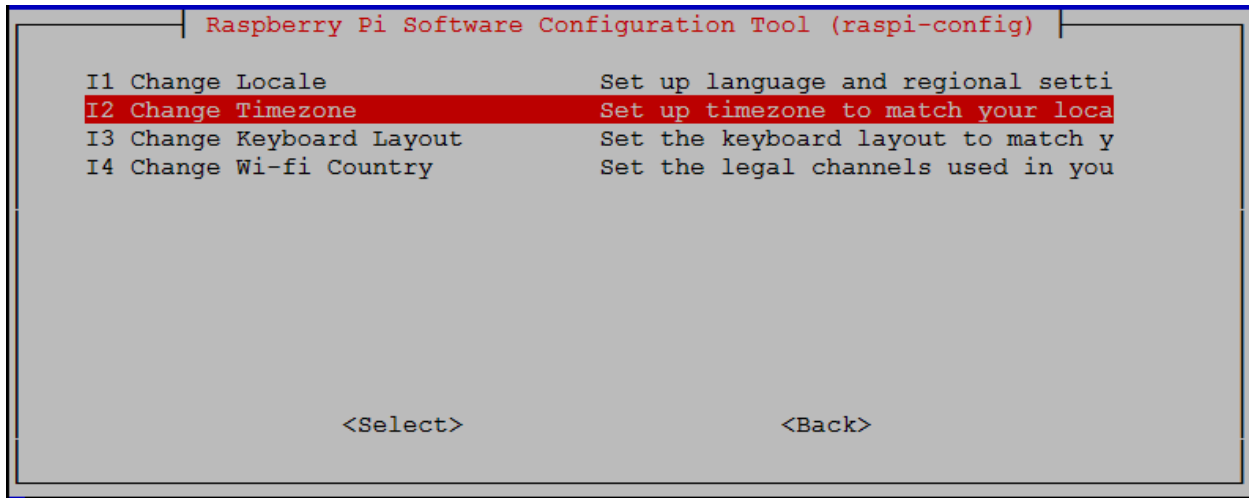 Raspberry Pi Software Configuration Tool (raspi-config)
I1 Change Locale Set up language and regional setti
I2 Change Timezone Set up timezone to match your loca
I3 Change Keyboard Layout Set the keyboard layout to match y
I4 Change Wi-fi Country Set the legal channels used in you
<Select> <Back>